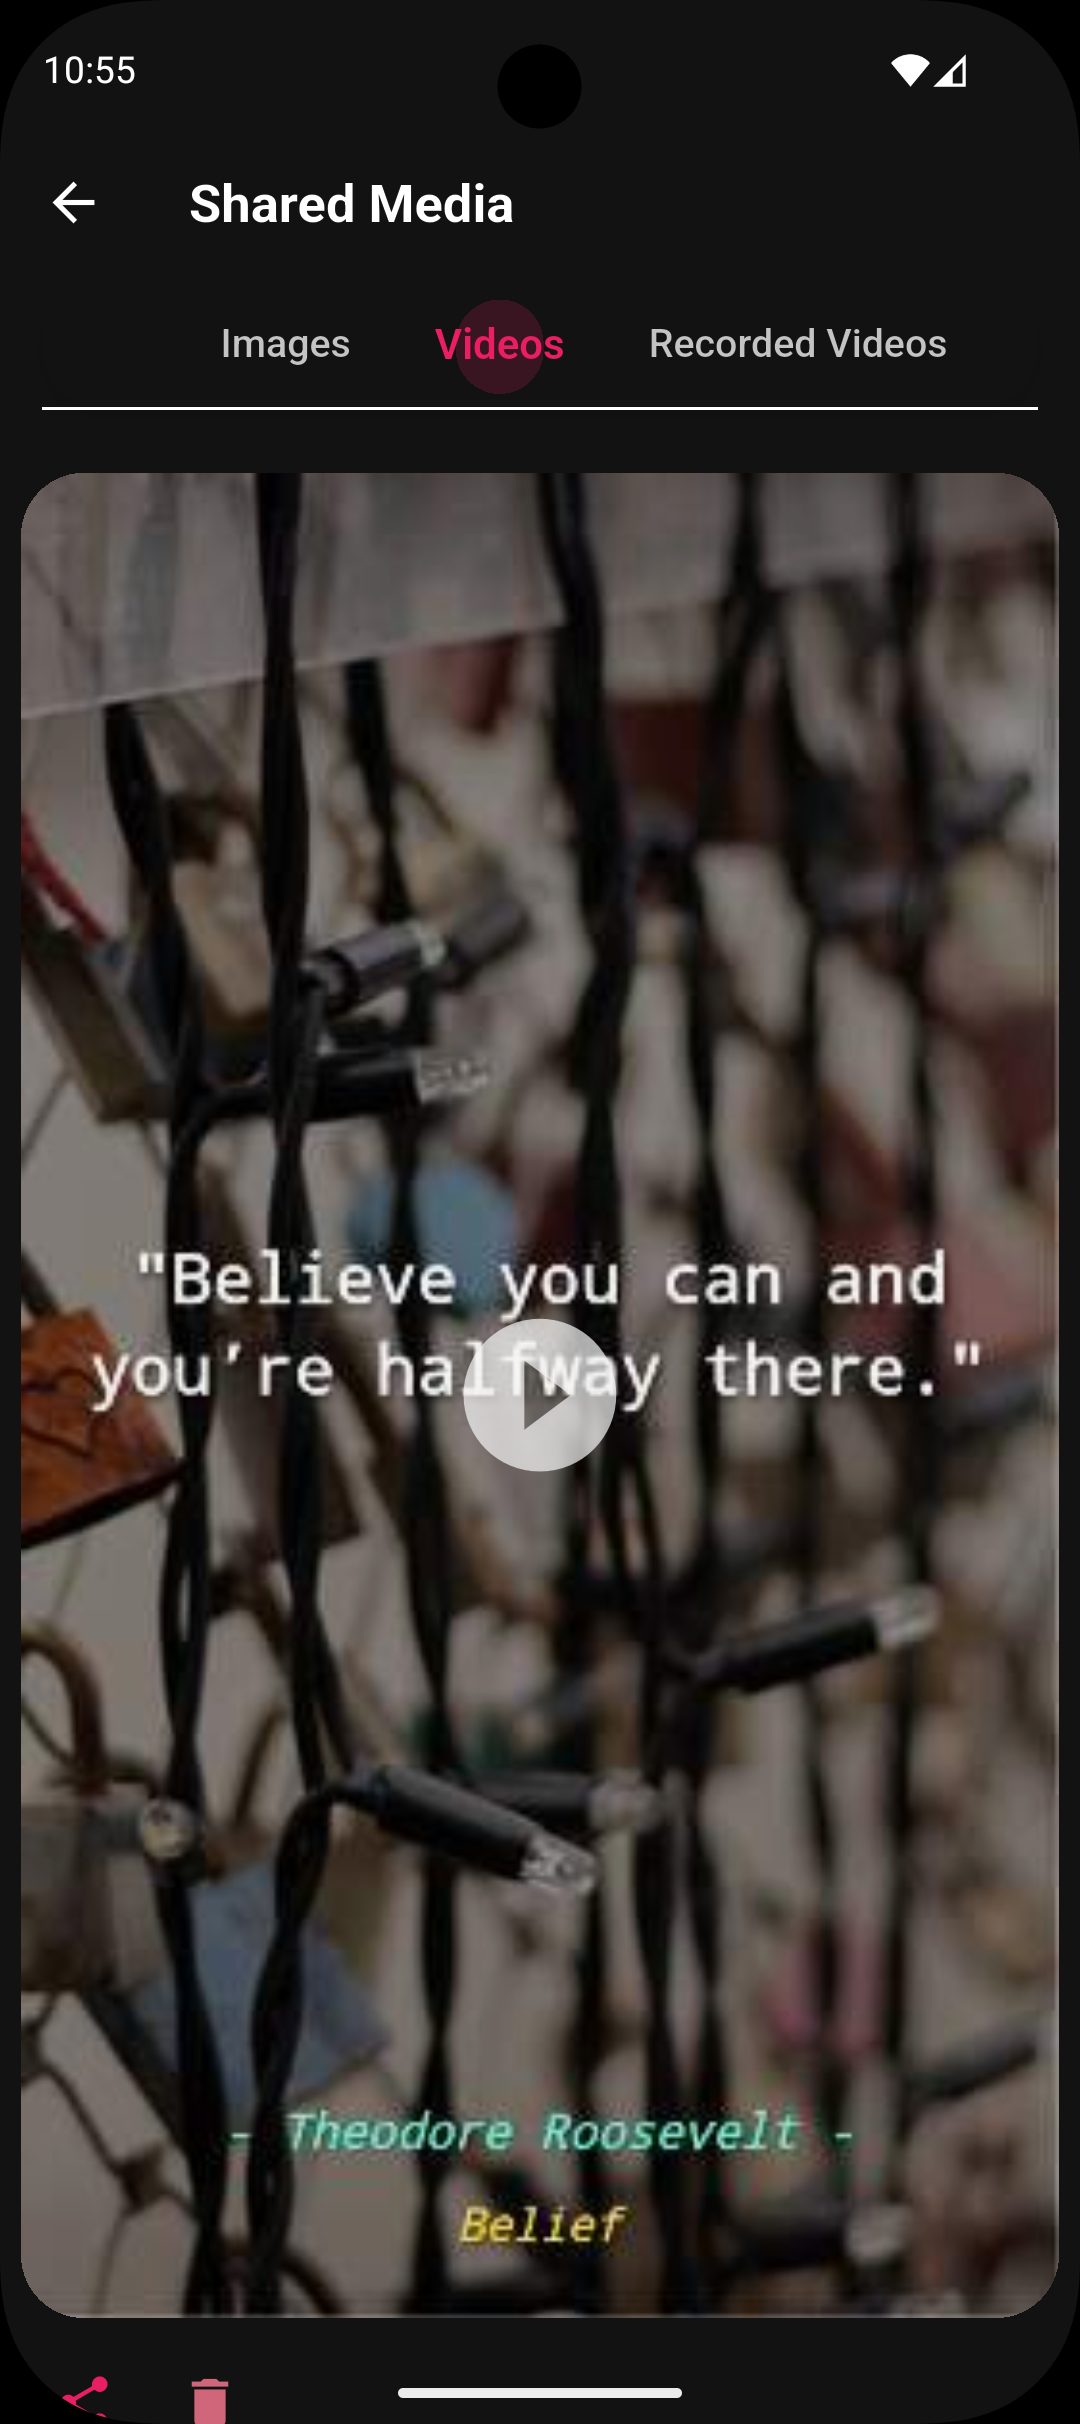 10:55
Shared Media
Images Videos Recorded Videos
"Believe you can and
you're halfway there."
- Theodore Roosevelt -
Belief